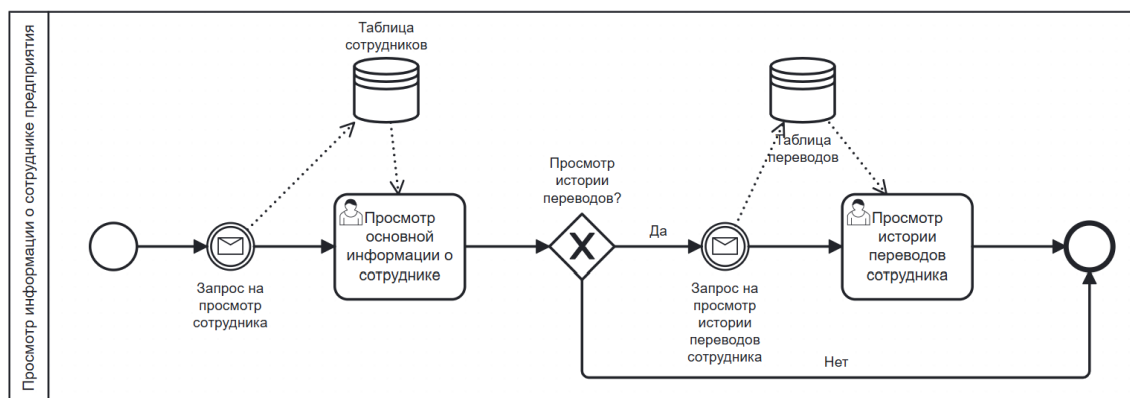 Просмотр информации о сотруднике предприятия
Таблица
сотрудников
Запрос на
просмотр
сотрудника
Просмотр
основной
информации о
сотруднике
Просмотр
истории
переводов?
Да
Нет
Таблица
переводов
Запрос на
просмотр
истории
переводов
сотрудника
Просмотр
истории
переводов
сотрудника